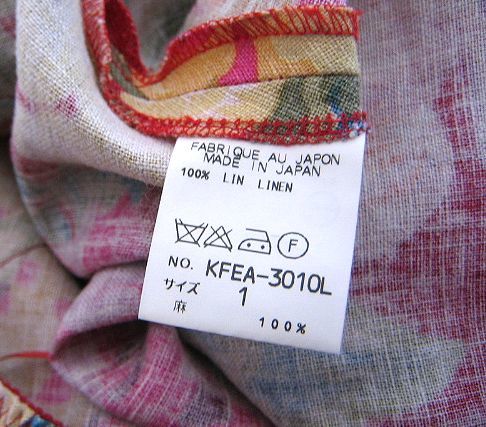 FABRIQUE AU JAPON
MADE IN JAPAN
100% LIN LINEN
F
NO. KFEA-3010L
サイズ 1
麻 100%